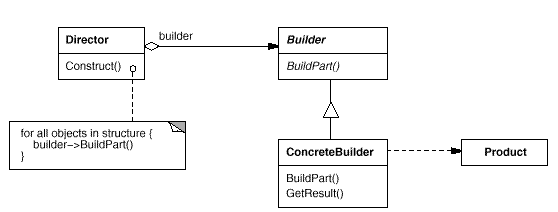 Director
Construct()
builder
Builder
BuildPart()
for all objects in structure {
builder->BuildPart()
}
ConcreteBuilder
BuildPart()
GetResult()
Product